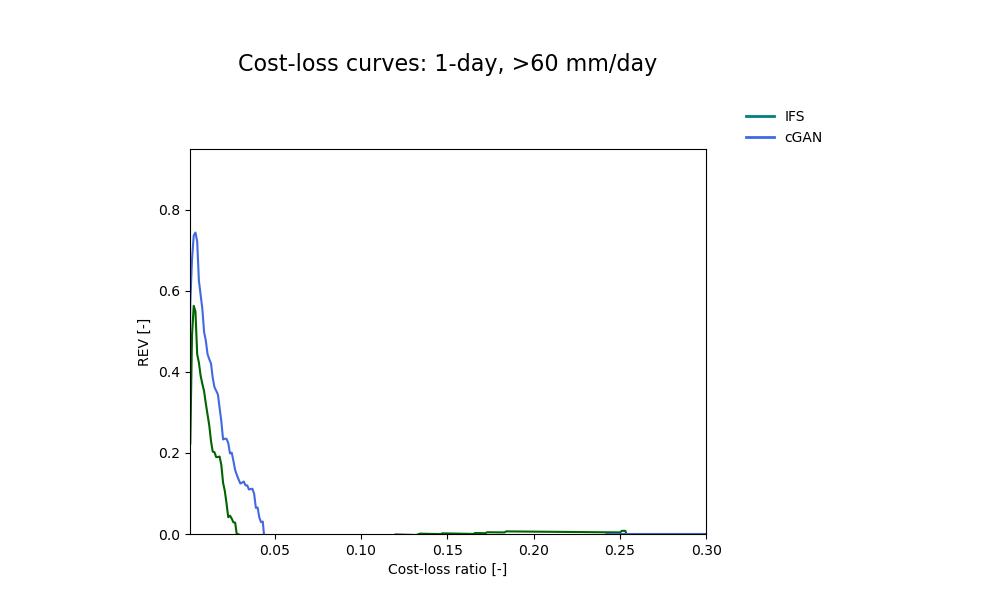 Cost-loss curves: 1-day, >60 mm/day
IFS
cGAN
0.8
0.6
0.4
0.2
0.0
REV [-]
0.05 0.10 0.15 0.20 0.25 0.30
Cost-loss ratio [-]